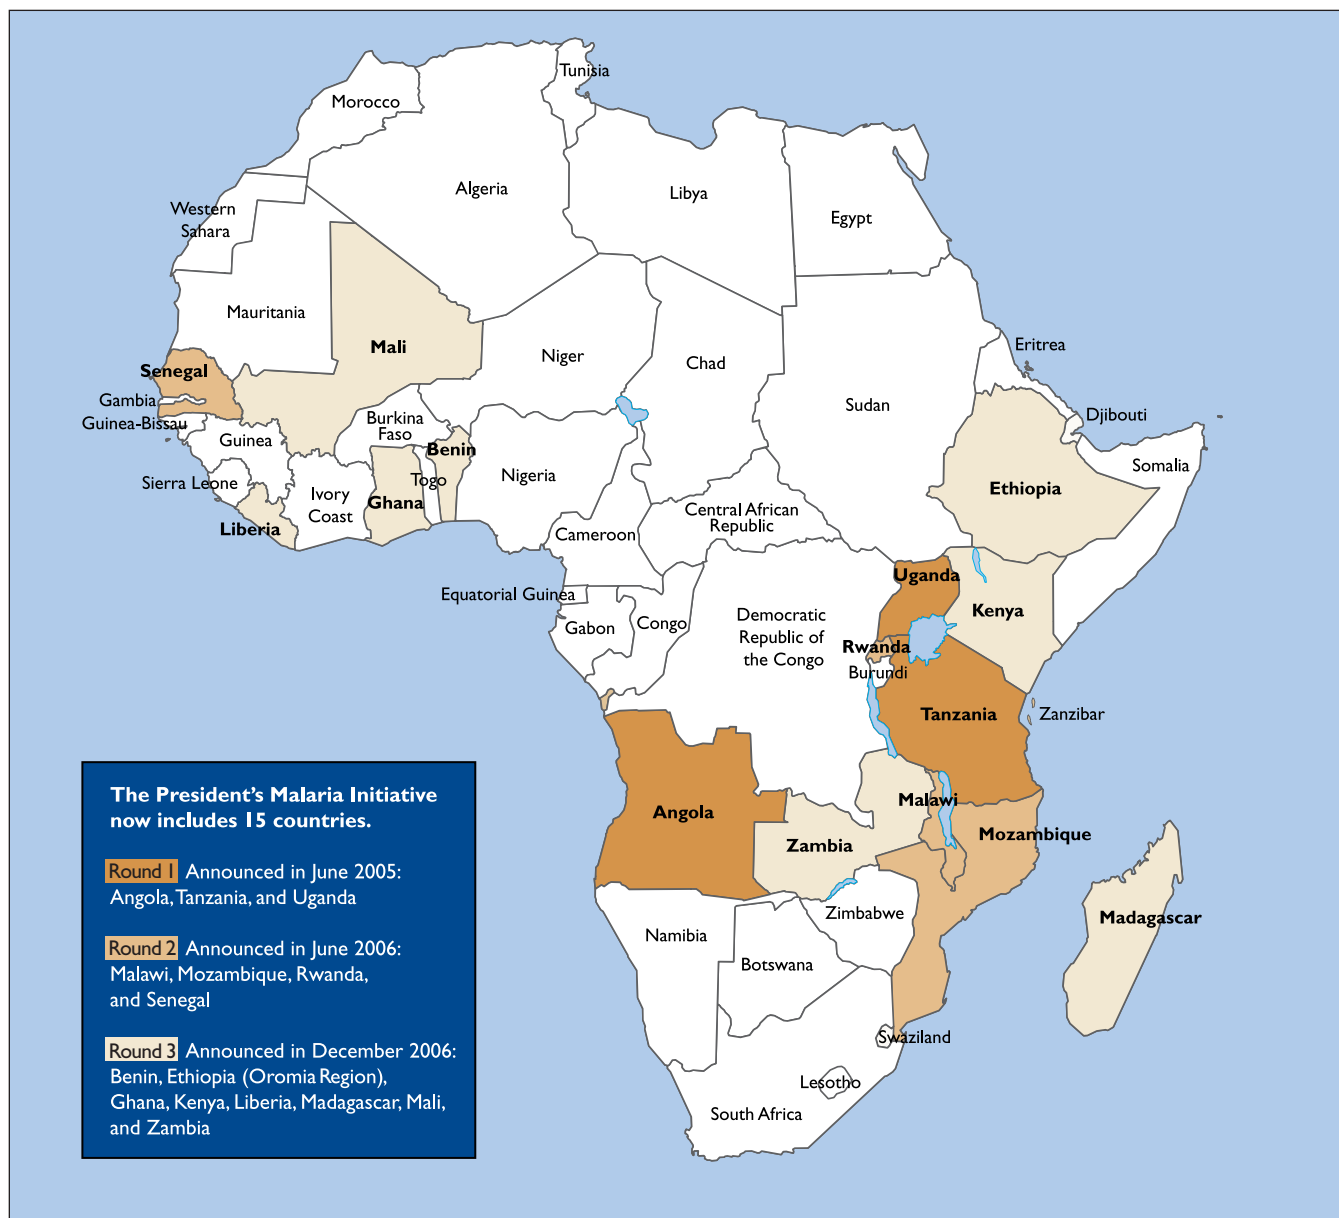 Tunisia
Morocco
Algeria
Libya
Egypt
Western
Sahara
Mauritania
Mali
Niger
Chad
Sudan
Eritrea
Senegal
Gambia
Guinea-Bissau
Burkina
Faso
Djibouti
Guinea
Benin
Nigeria
Somalia
Sierra Leone
Togo
Ivory
Coast
Ghana
Ethiopia
Liberia
Central African
Republic
Cameroon
Uganda
Equatorial Guinea
Kenya
Gabon
Congo
Democratic
Republic of
the Congo
Rwanda
Burundi
Tanzania
Zanzibar
Angola
Malawi
Mozambique
Zambia
Zimbabwe
Madagascar
Namibia
Botswana
Swaziland
Lesotho
South Africa
The President's Malaria Initiative
now includes 15 countries.
Round 1 Announced in June 2005:
Angola, Tanzania, and Uganda
Round 2 Announced in June 2006:
Malawi, Mozambique, Rwanda,
and Senegal
Round 3 Announced in December 2006:
Benin, Ethiopia (Oromia Region),
Ghana, Kenya, Liberia, Madagascar, Mali,
and Zambia